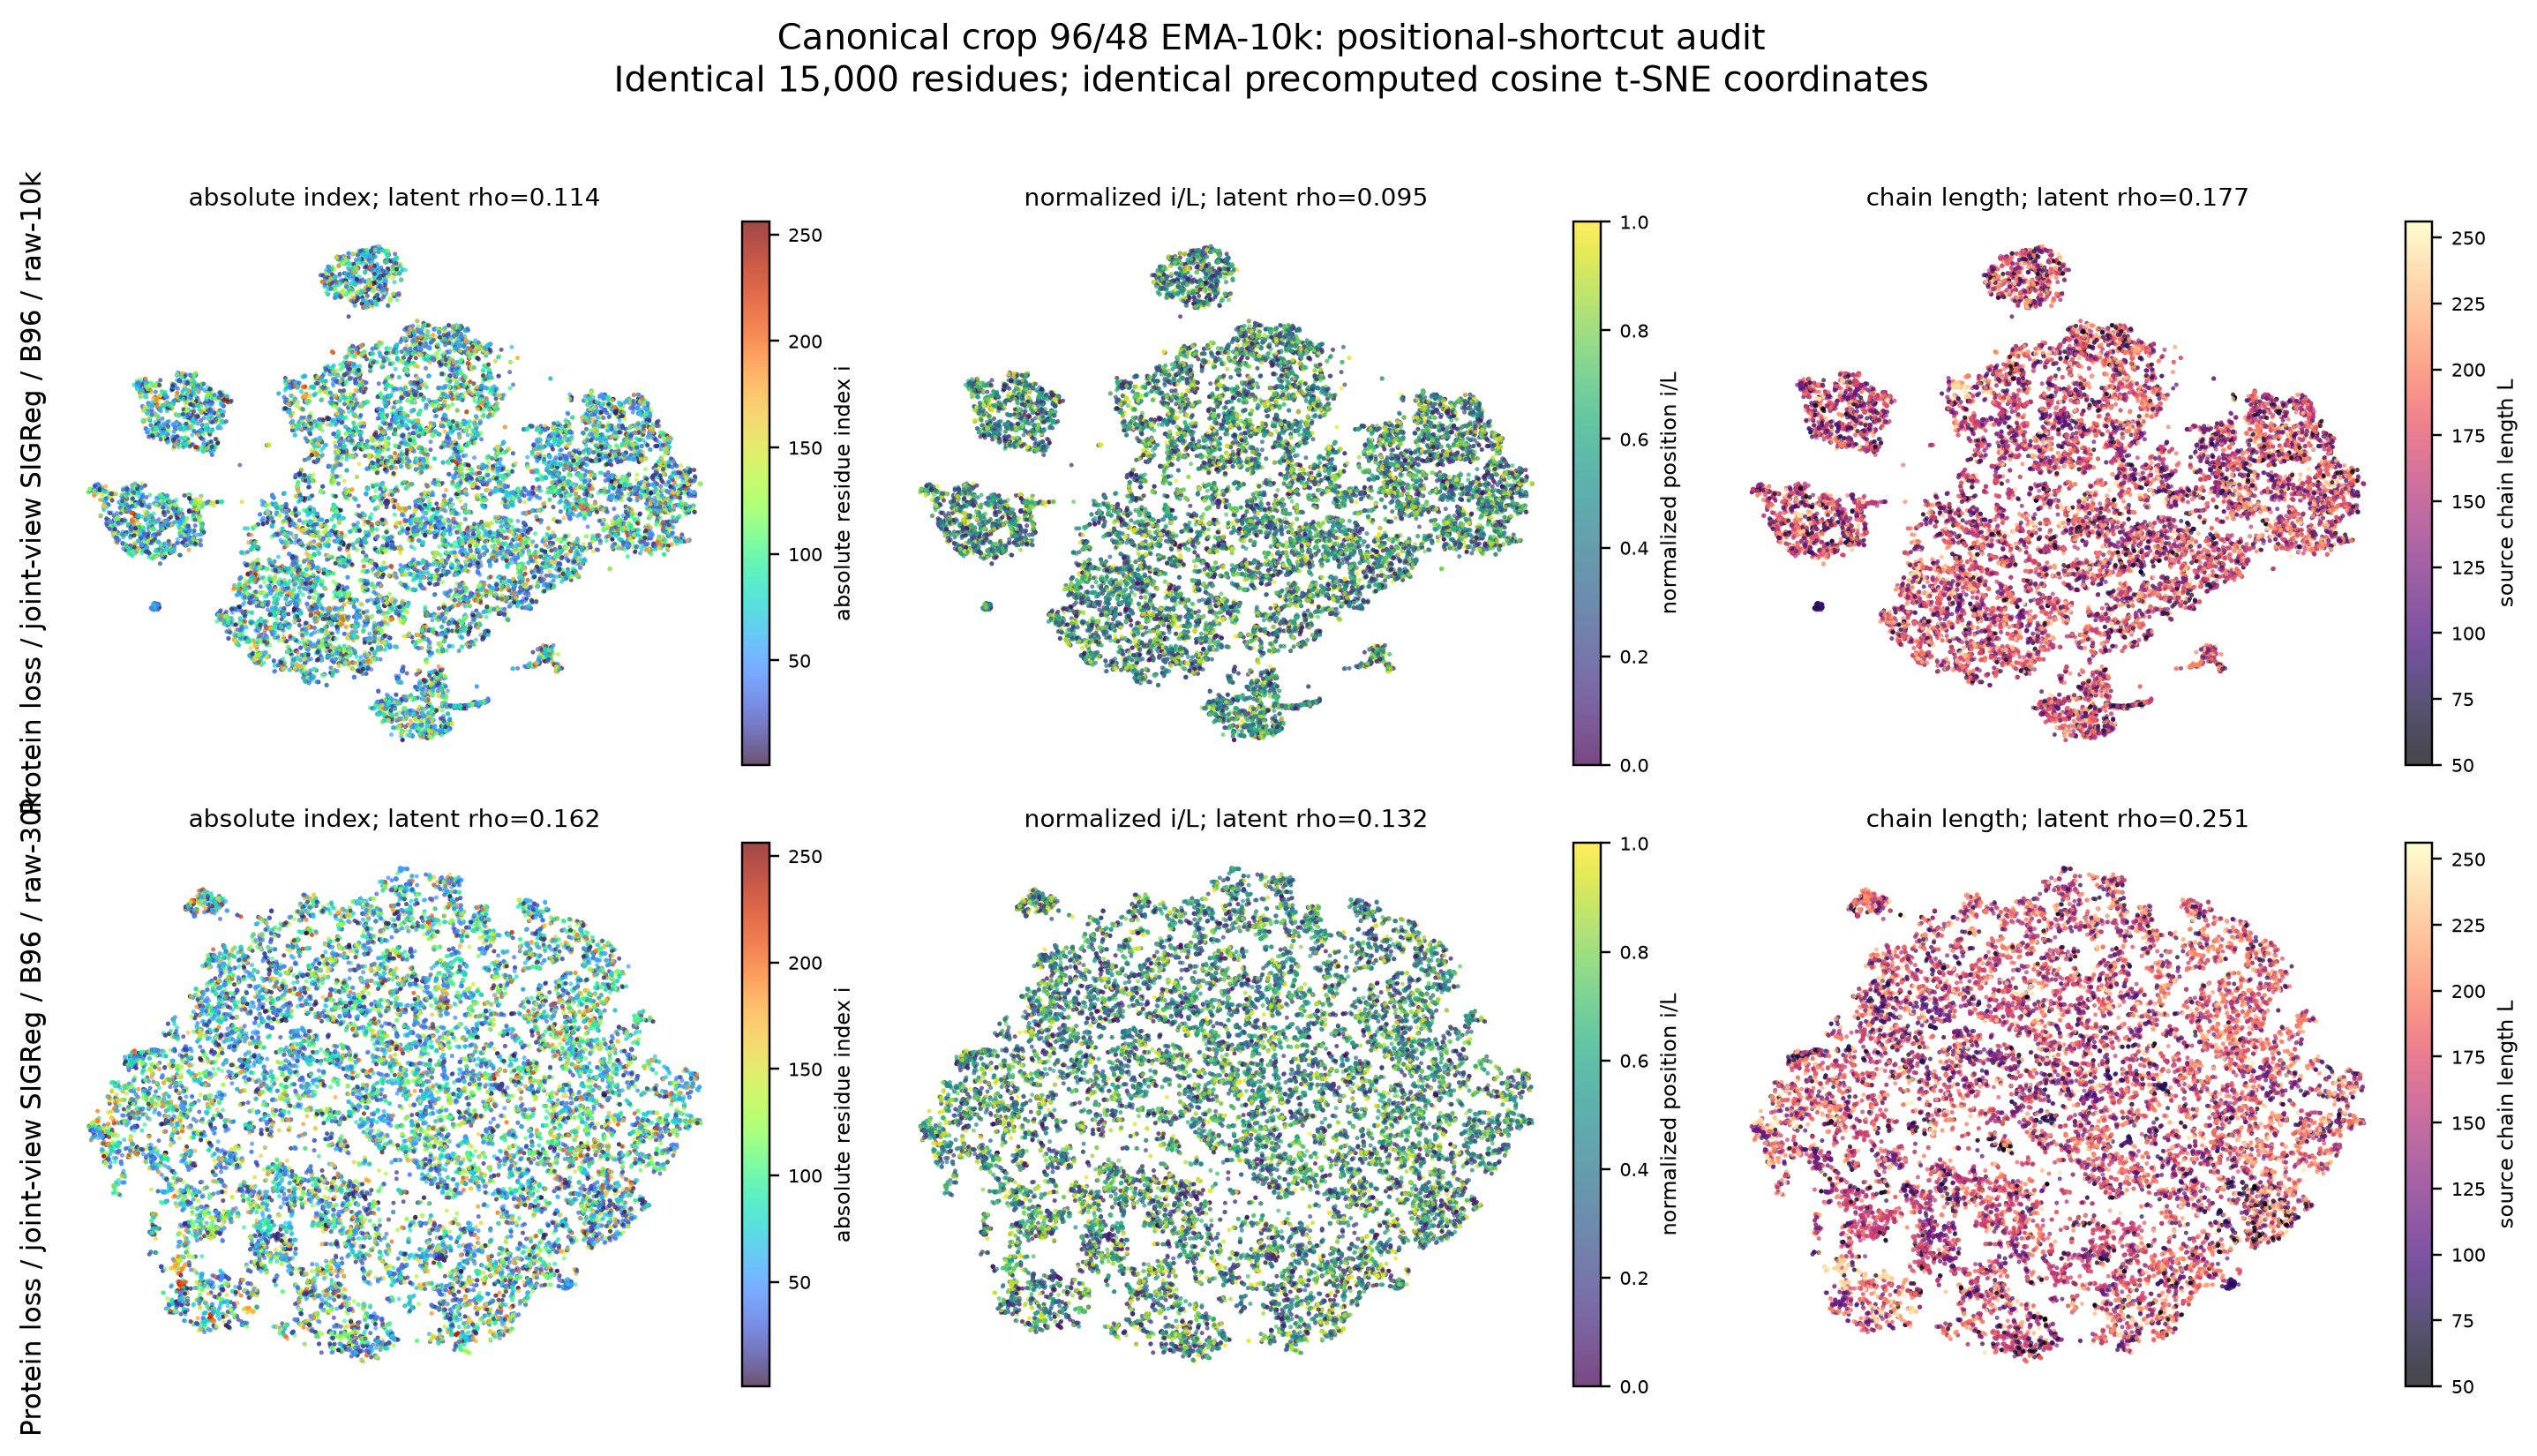 Canonical crop 96/48 EMA-10k: positional-shortcut audit
Identical 15,000 residues; identical precomputed cosine t-SNE coordinates
Protein loss / joint-view SIGReg / B96 / raw-10k
absolute index; latent rho=0.114
250
200
150
100
50
absolute residue index i
normalized i/L; latent rho=0.095
1.0
0.8
0.6
0.4
0.2
0.0
normalized position i/L
chain length; latent rho=0.177
250
225
200
175
150
125
100
75
50
source chain length L
Protein loss / joint-view SIGReg / B96 / raw-30k
absolute index; latent rho=0.162
250
200
150
100
50
absolute residue index i
normalized i/L; latent rho=0.132
1.0
0.8
0.6
0.4
0.2
0.0
normalized position i/L
chain length; latent rho=0.251
250
225
200
175
150
125
100
75
50
source chain length L